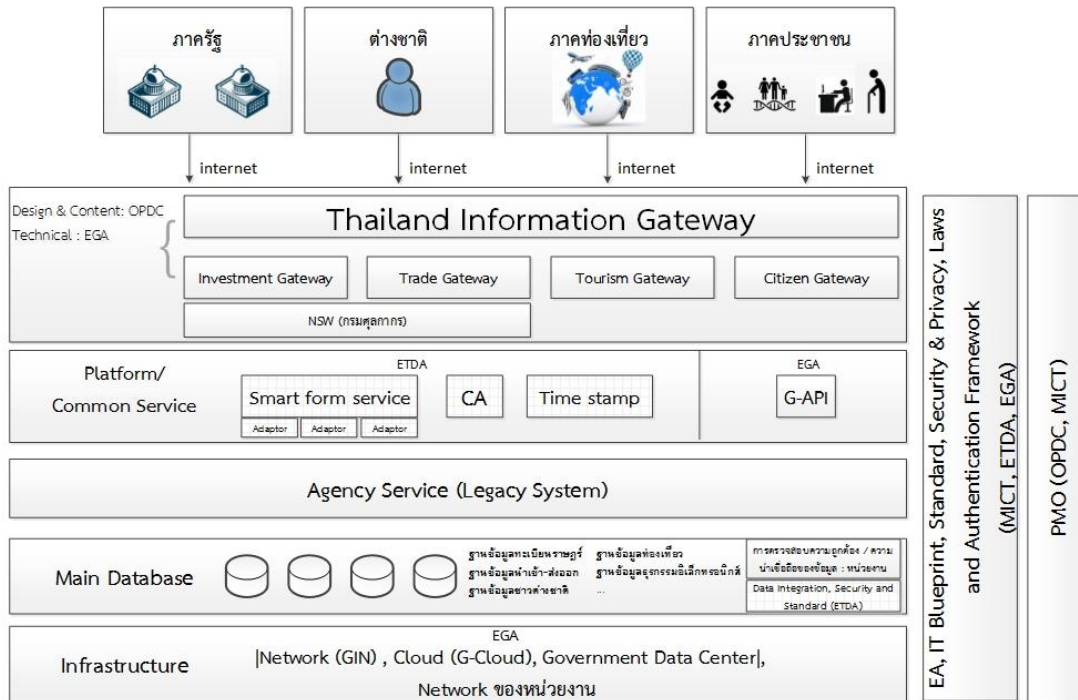 ภาครัฐ
ต่างชาติ
ภาคท่องเที่ยว
ภาคประชาชน
internet
internet
internet
internet
Design & Content: OPDC
Technical : EGA
Thailand Information Gateway
Investment Gateway
Trade Gateway
Tourism Gateway
Citizen Gateway
NSW (กรมศุลกากร)
Platform/
Common Service
ETDA
Smart form service
Adaptor
Adaptor
Adaptor
CA
Time stamp
EGA
G-API
Agency Service (Legacy System)
Main Database
ฐานข้อมูลทะเบียนราษฎร์
ฐานข้อมูลนำเข้า-ส่งออก
ฐานข้อมูลชาวต่างชาติ
ฐานข้อมูลท่องเที่ยว
ฐานข้อมูลธุรกรรมอิเล็กทรอนิกส์
...
การตรวจสอบความถูกต้อง / ความ
น่าเชื่อถือของข้อมูล : หน่วยงาน
Data Integration, Security and
Standard (ETDA)
Infrastructure
EGA
|Network (GIN) , Cloud (G-Cloud), Government Data Center|,
Network ของหน่วยงาน
EA, IT Blueprint, Standard, Security & Privacy, Laws
and Authentication Framework
(MICT, ETDA, EGA)
PMO (OPDC, MICT)